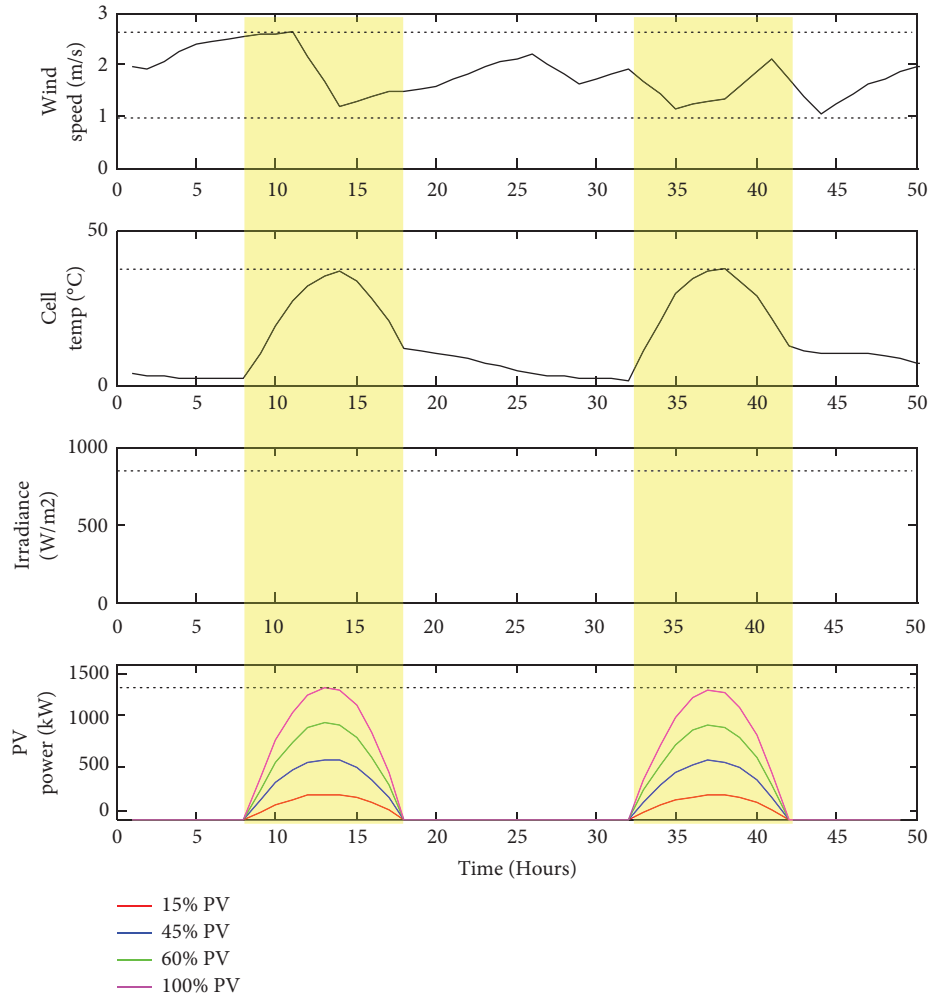 3
2
1
0
Wind
speed (m/s)
0 5 10 15 20 25 30 35 40 45 50
50
0
Cell
temp (°C)
0 5 10 15 20 25 30 35 40 45 50
1000
500
0
Irradiance
(W/m2)
0 5 10 15 20 25 30 35 40 45 50
1500
1000
500
0
PV
power (kW)
0 5 10 15 20 25 30 35 40 45 50
Time (Hours)
15% PV
45% PV
60% PV
100% PV